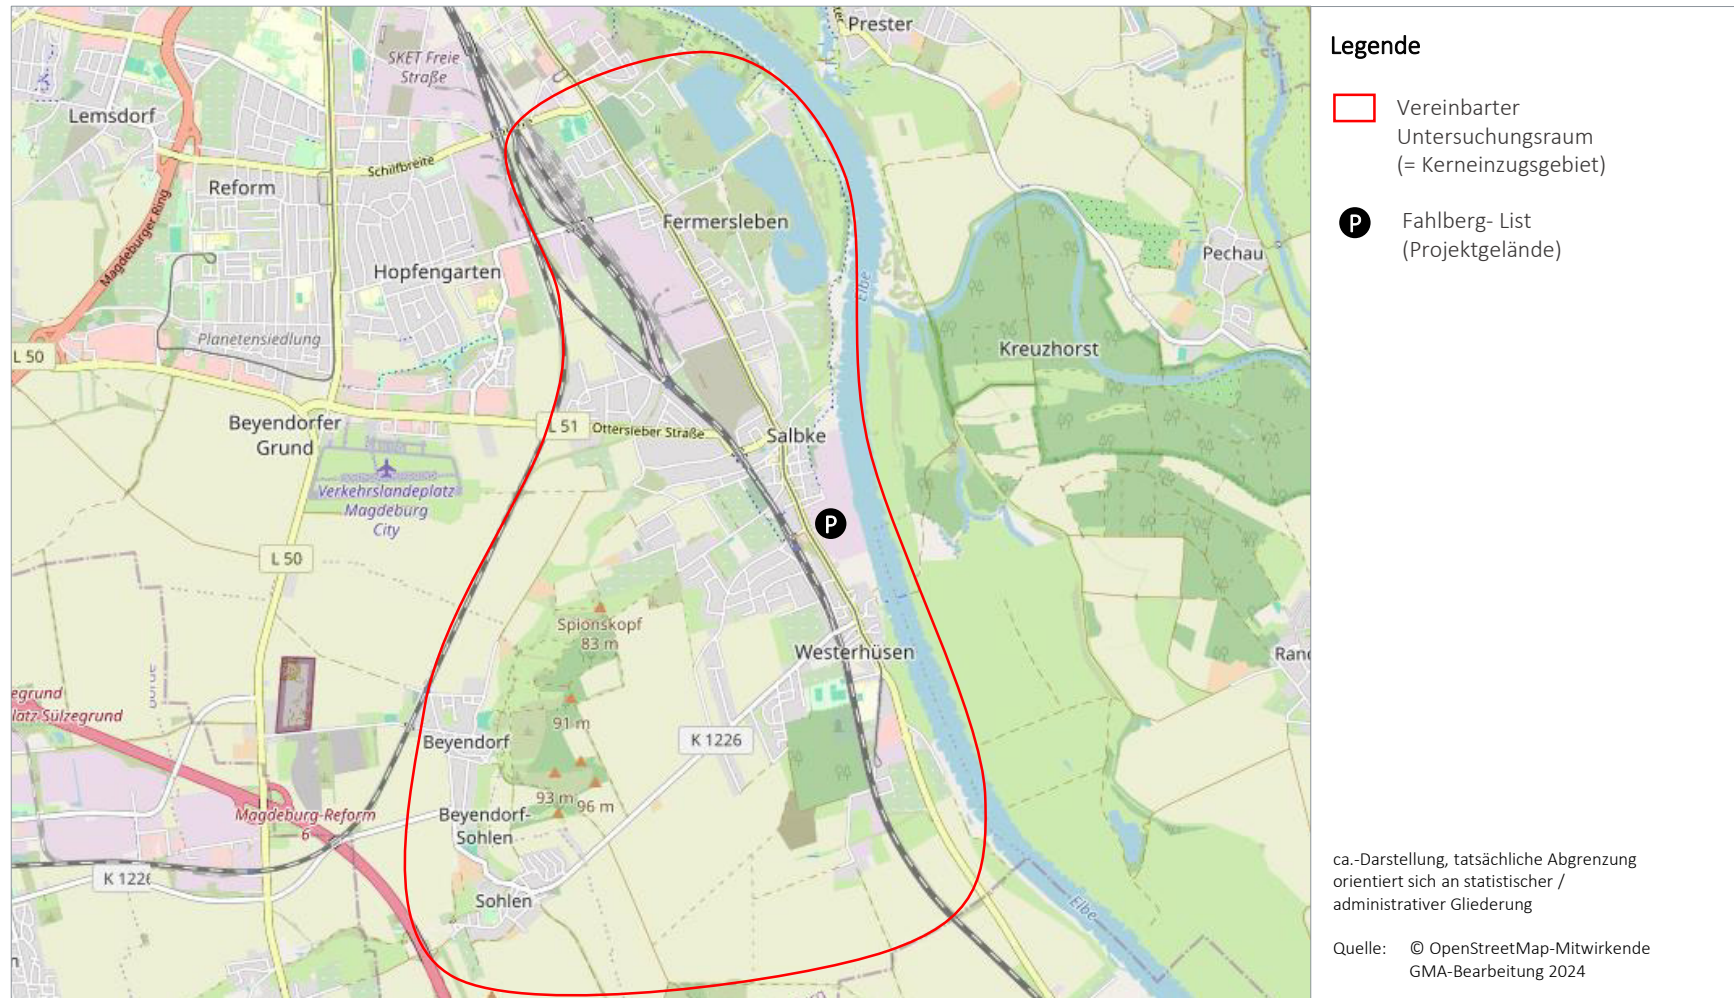 Prester
SKET Freie
Straße
Lemsdorf
Schilfbreite
Reform
Magdeburger Ring
Fermersleben
Pechau
Hopfengarten
Elbe
Planetensiedlung
L 50
Kreuzhorst
Beyendorfer
Grund
L 51
Ottersleber Straße
Salbke
Verkehrslandeplatz
Magdeburg
City
P
L 50
Spionskopf
83 m
Westerhüsen
Rand
egrund
latz Sülzegrund
91 m
Beyendorf
K 1226
93 m
96 m
Magdeburg-Reform
6
Beyendorf-
Sohlen
K 1226
Sohlen
Elbe
n
Legende
Vereinbarter
Untersuchungsraum
(= Kerneinzugsgebiet)
P
Fahlberg- List
(Projektgelände)
ca.-Darstellung, tatsächliche Abgrenzung
orientiert sich an statistischer /
administrativer Gliederung
Quelle: © OpenStreetMap-Mitwirkende
GMA-Bearbeitung 2024